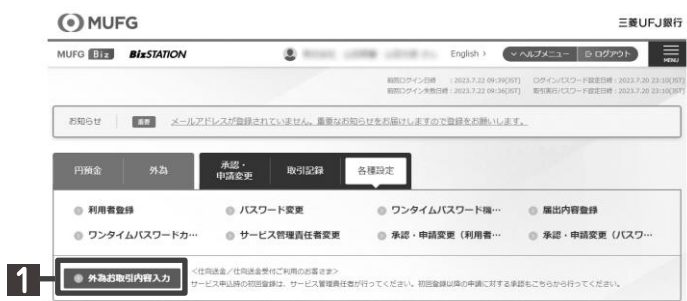 MUFG
三菱UFJ銀行
MUFG Biz BizSTATION
English >
ヘルプメニュー
ログアウト
MENU
前回ログイン日時 : 2023.7.22 09:39(JST) ログインパスワード設定日時 : 2023.7.20 23:10(JST)
前回ログイン失敗日時 : 2023.7.22 09:36(JST) 取引実行パスワード設定日時 : 2023.7.20 23:10(JST)
お知らせ 重要 メールアドレスが登録されていません。重要なお知らせをお届けしますので登録をお願いします。
円預金 外為 承認・申請変更 取引記録 各種設定
利用者登録 パスワード変更 ワンタイムパスワード機… 届出内容登録
ワンタイムパスワードカ… サービス管理責任者変更 承認・申請変更（利用者… 承認・申請変更（パスワ…
1 外為お取引内容入力
<仕向送金／仕向送金受付ご利用のお客さま>
サービス申込時の初回登録は、サービス管理責任者が行ってください。初回登録以降の申請に対する承認もこちらから行ってください。